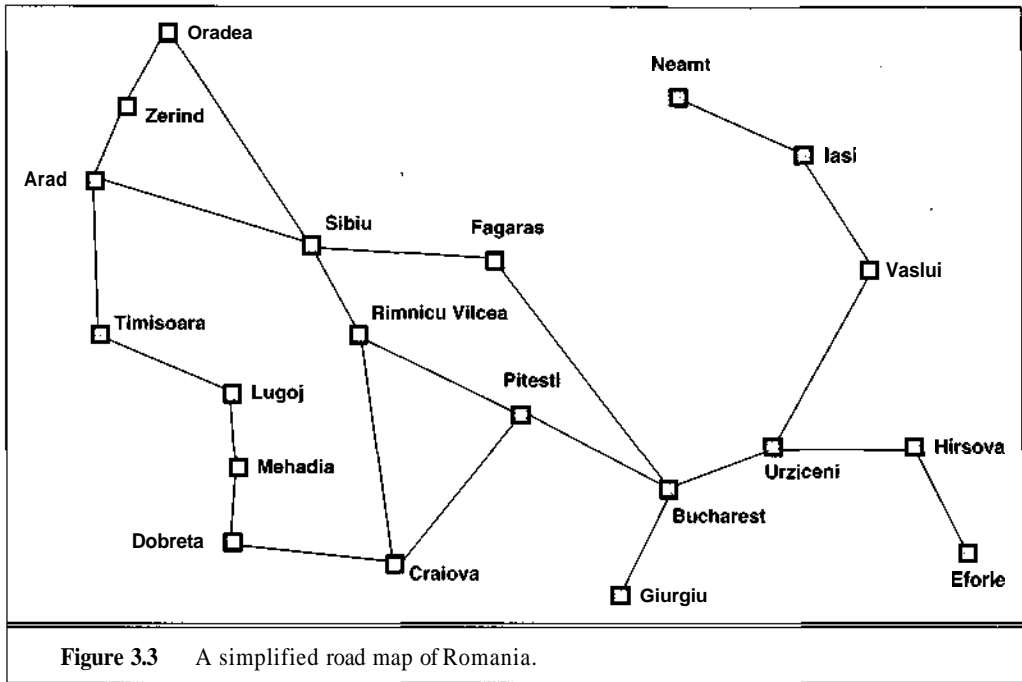 Oradea
Neamt
Zerind
Iasi
Arad
Sibiu
Fagaras
Vaslui
Rimnicu Vilcea
Timisoara
Pitesti
Lugoj
Hirsova
Mehadia
Urziceni
Bucharest
Dobreta
Craiova
Eforie
Giurgiu
Figure 3.3 A simplified road map of Romania.